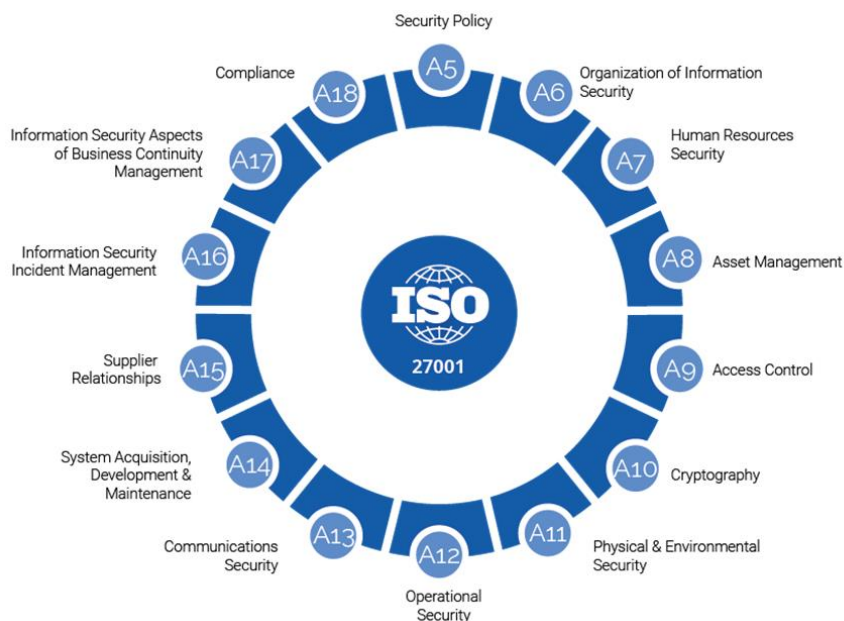 Security Policy
A5
Organization of Information
Security
A6
Human Resources
Security
A7
Asset Management
A8
Access Control
A9
Cryptography
A10
Physical & Environmental
Security
A11
Operational
Security
A12
Communications
Security
A13
System Acquisition,
Development &
Maintenance
A14
Supplier
Relationships
A15
Information Security
Incident Management
A16
Information Security Aspects
of Business Continuity
Management
A17
Compliance
A18
ISO
27001